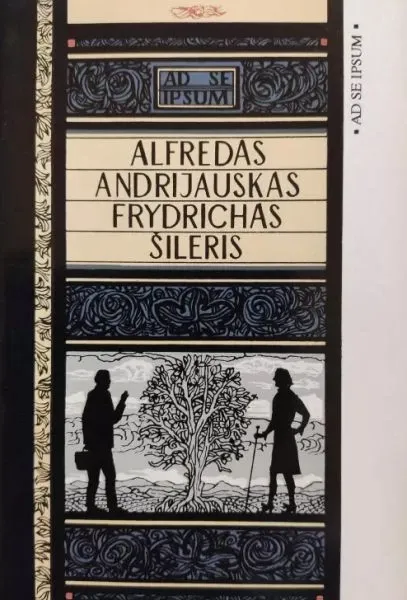 AD SE
IPSUM
ALFREDAS
ANDRIJAUSKAS
FRYDRICHAS
ŠILERIS
▪ AD SE IPSUM ▪